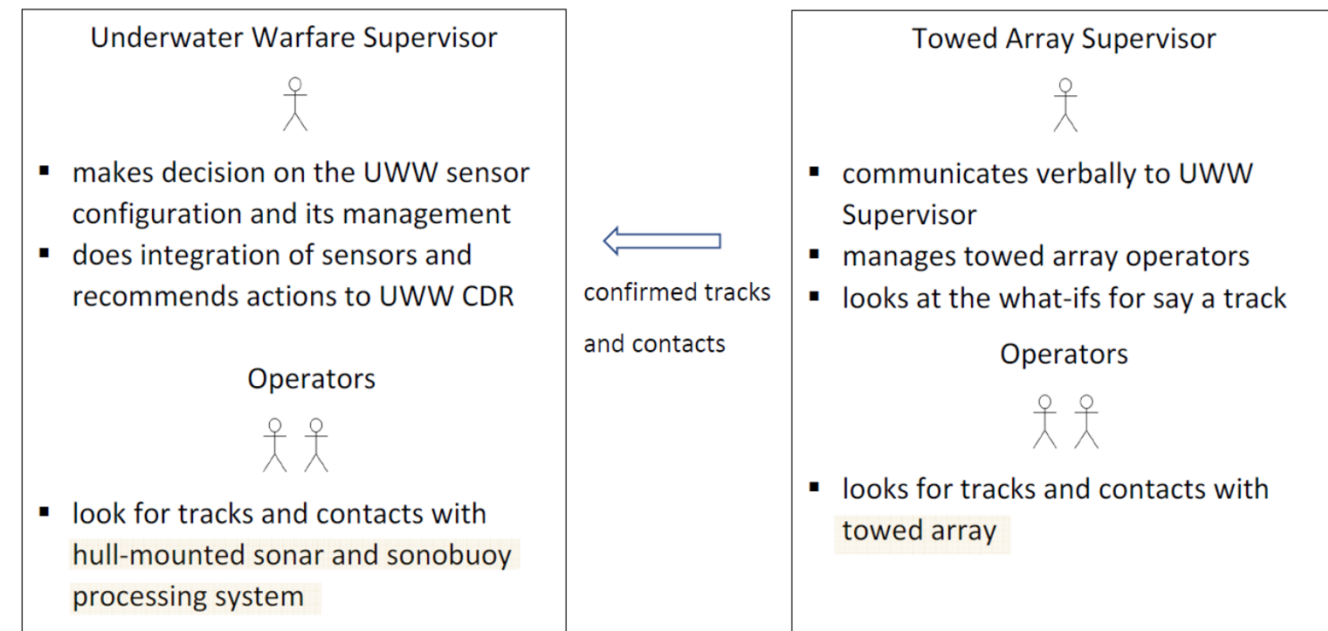 Underwater Warfare Supervisor
▪ makes decision on the UWW sensor
configuration and its management
▪ does integration of sensors and
recommends actions to UWW CDR
Operators
▪ look for tracks and contacts with
hull-mounted sonar and sonobuoy
processing system
confirmed tracks
and contacts
Towed Array Supervisor
▪ communicates verbally to UWW
Supervisor
▪ manages towed array operators
▪ looks at the what-ifs for say a track
Operators
▪ looks for tracks and contacts with
towed array